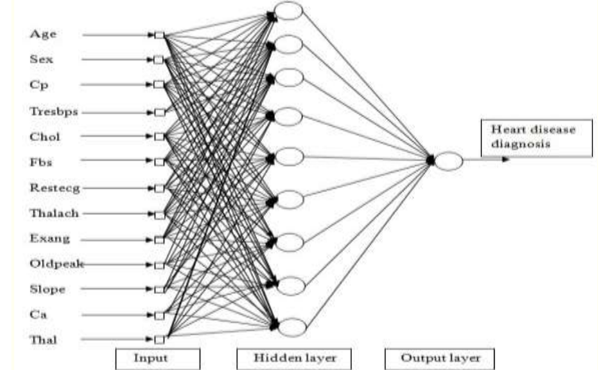 Age
Sex
Cp
Tresbps
Chol
Fbs
Restecg
Thalach
Exang
Oldpeak
Slope
Ca
Thal
Heart disease
diagnosis
Input
Hidden layer
Output layer